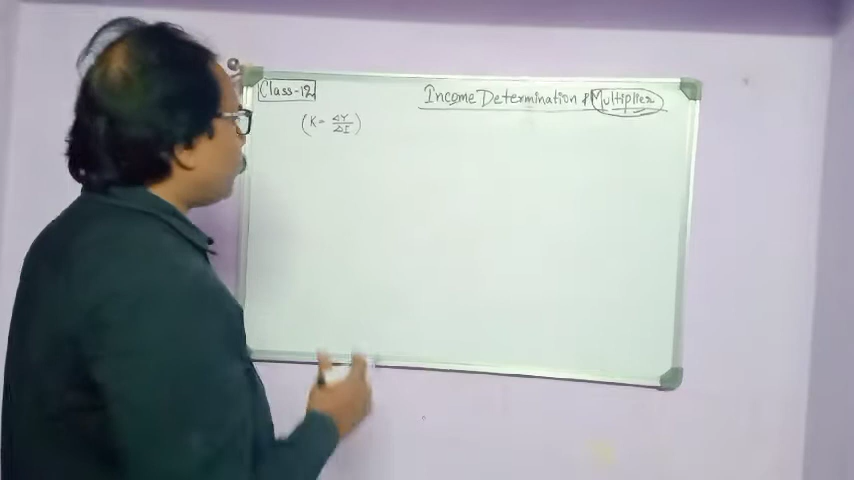 Class-12
Income Determination & Multiplier
(K = ΔY/ΔI)